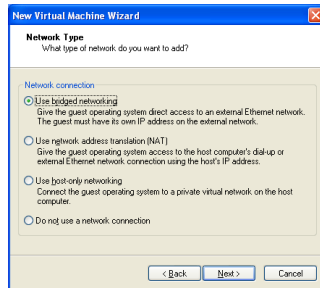 New Virtual Machine Wizard
Network Type
What type of network do you want to add?
Network connection
Use bridged networking
Give the guest operating system direct access to an external Ethernet network.
The guest must have its own IP address on the external network.
Use network address translation (NAT)
Give the guest operating system access to the host computer's dial-up or
external Ethernet network connection using the host's IP address.
Use host-only networking
Connect the guest operating system to a private virtual network on the host
computer.
Do not use a network connection
< Back
Next >
Cancel